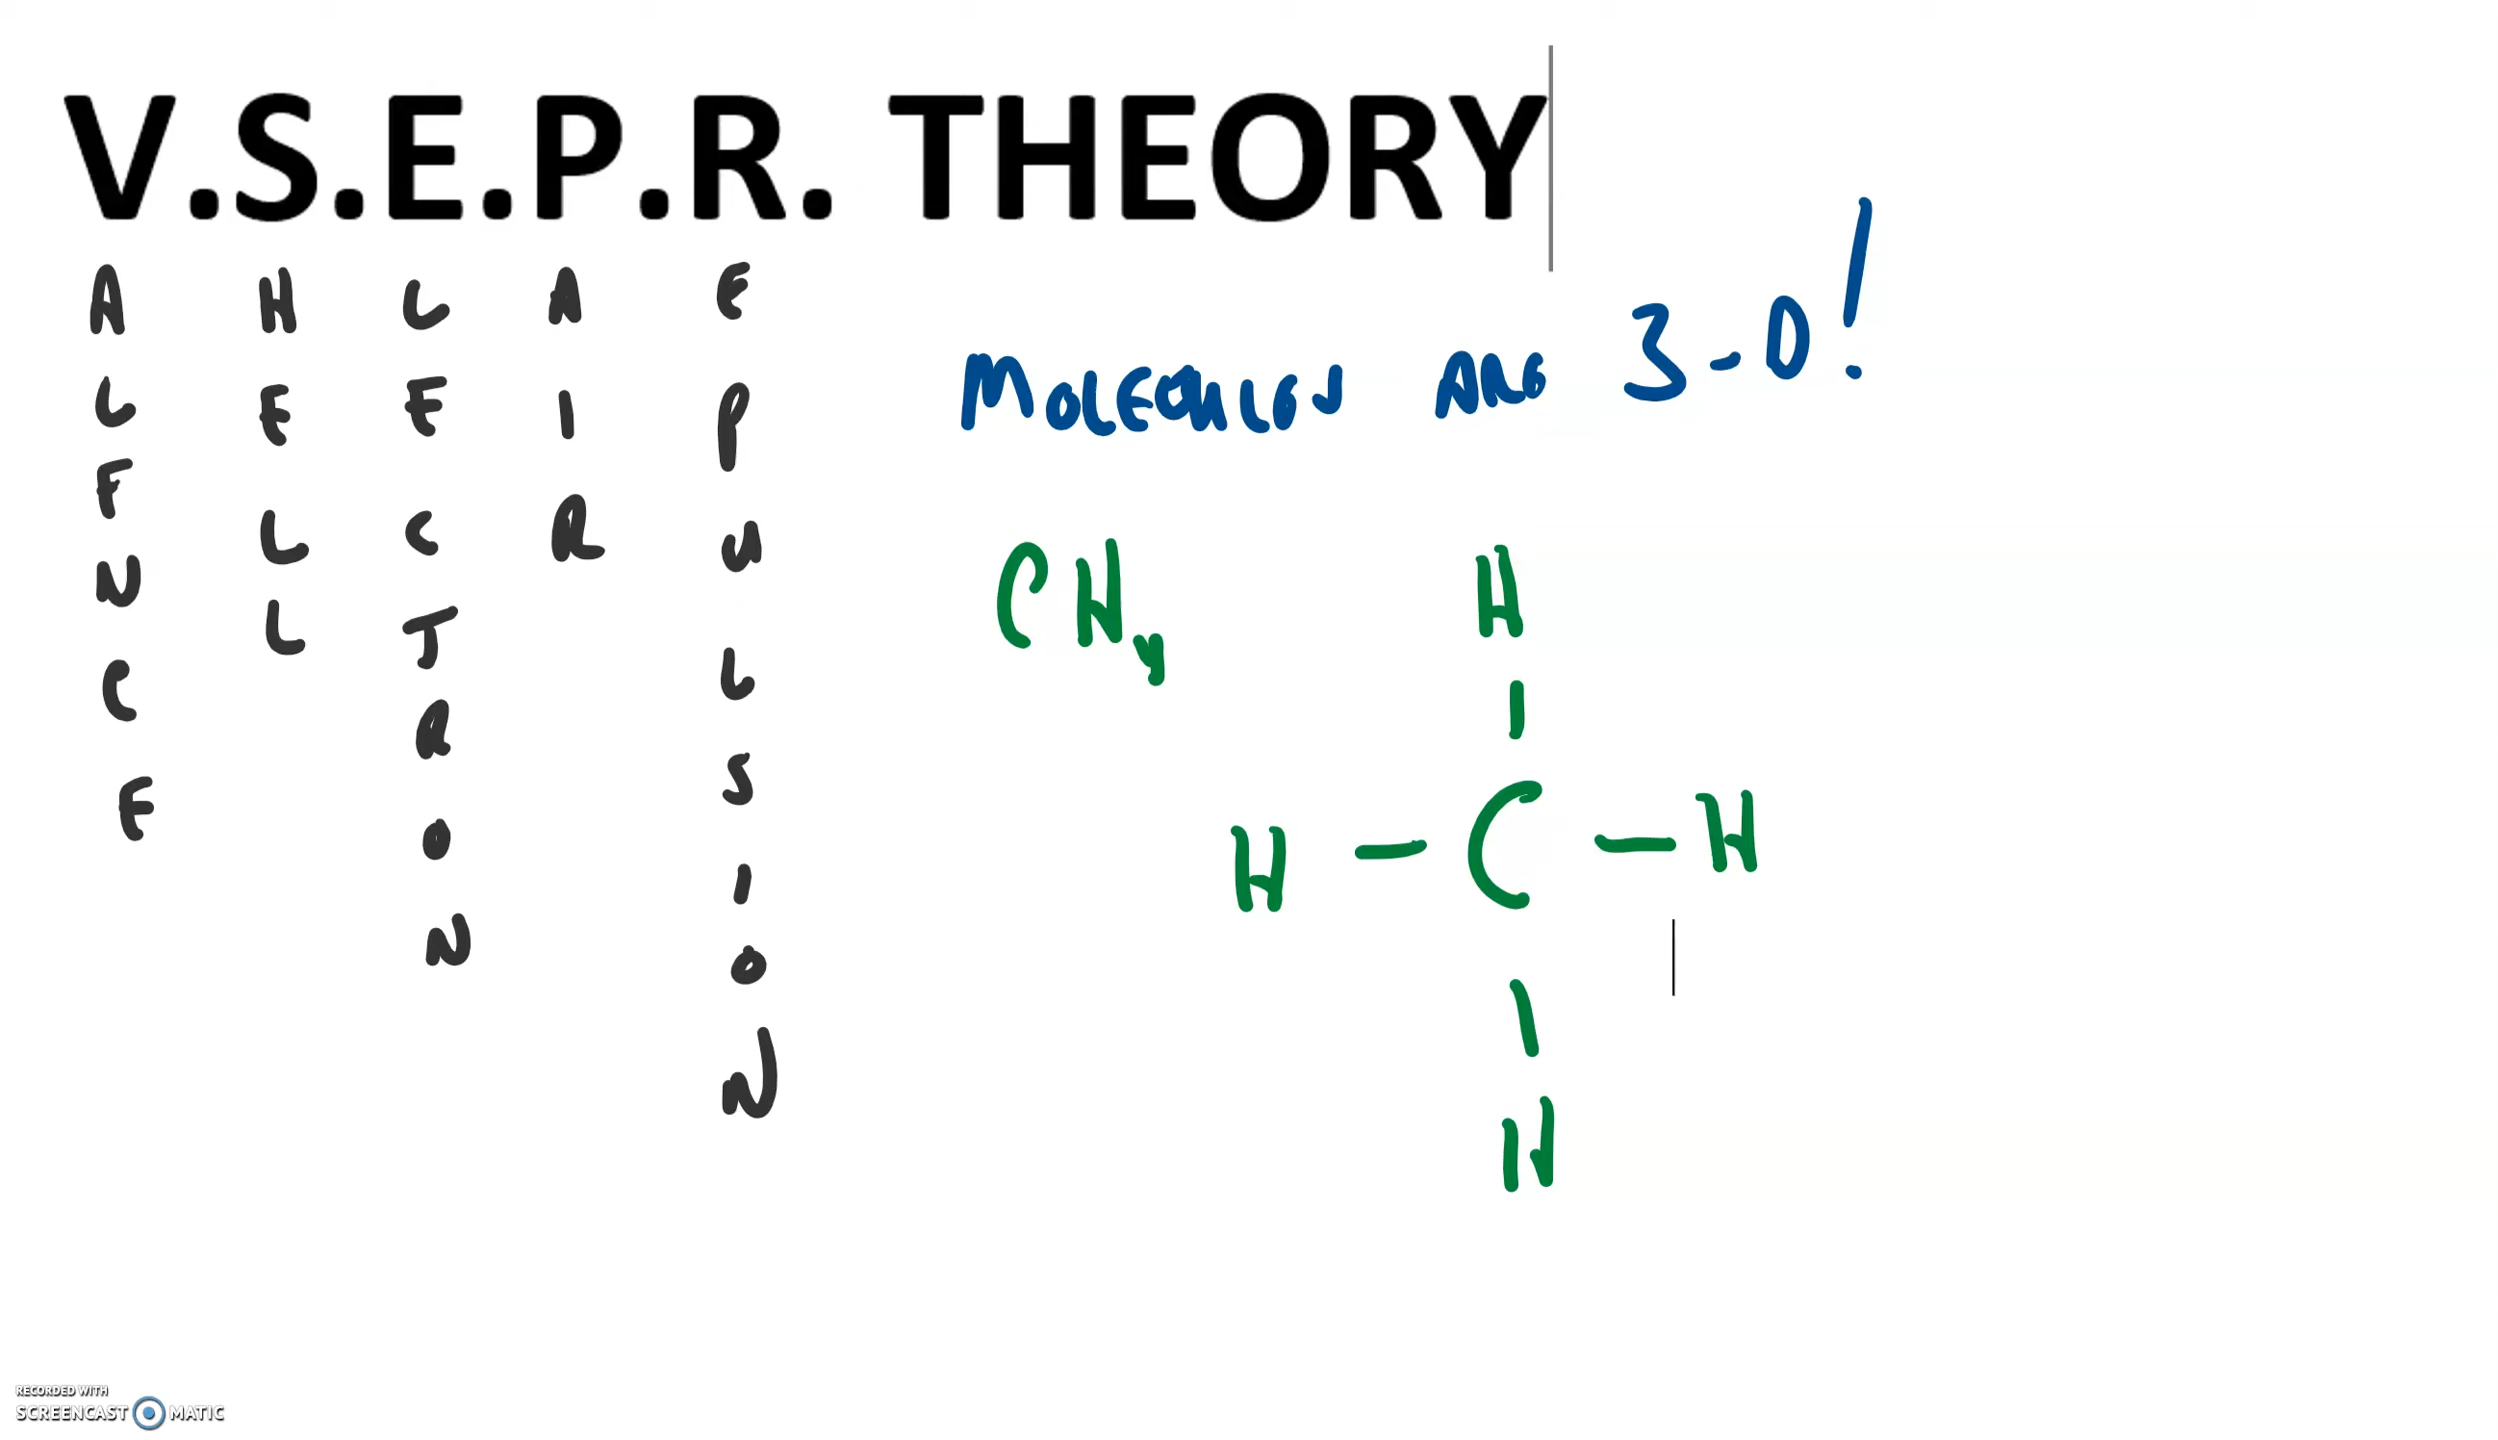 V.S.E.P.R. THEORY
A H L A E
L E E I P
E L C R U
N L T L
C R S
E O I
N O
N
MOLECULES ARE 3-D!
CH4
H
|
H - C - H
|
H
RECORDED WITH
SCREENCAST MATIC